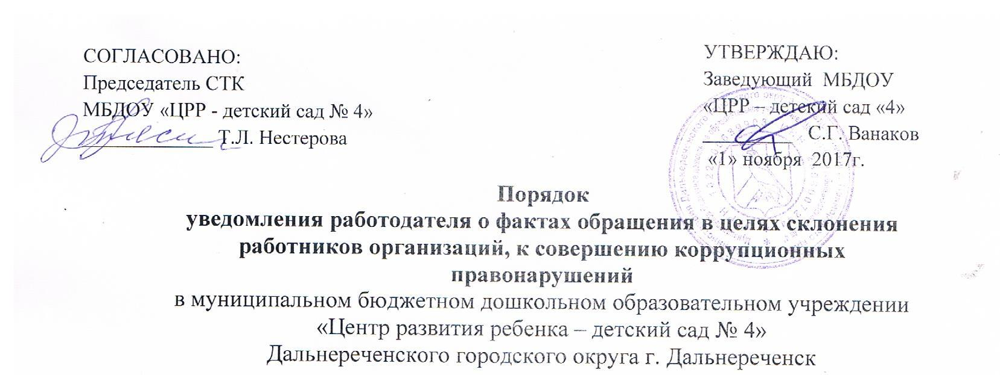 СОГЛАСОВАНО:
Председатель СТК
МБДОУ «ЦРР - детский сад № 4»
Т.Л. Нестерова
УТВЕРЖДАЮ:
Заведующий МБДОУ
«ЦРР – детский сад «4»
С.Г. Ванаков
«1» ноября 2017г.
Порядок
уведомления работодателя о фактах обращения в целях склонения
работников организаций, к совершению коррупционных
правонарушений
в муниципальном бюджетном дошкольном образовательном учреждении
«Центр развития ребенка – детский сад № 4»
Дальнереченского городского округа г. Дальнереченск